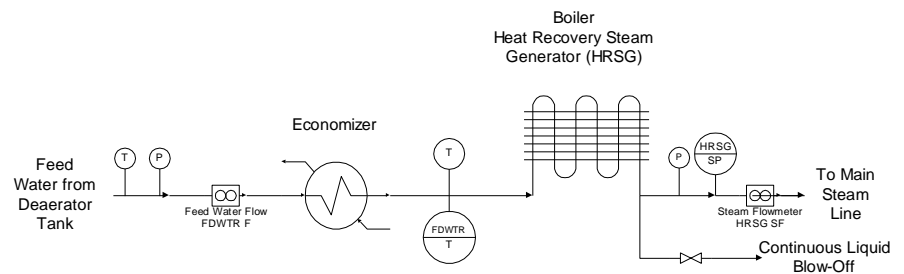 Boiler
Heat Recovery Steam
Generator (HRSG)
Economizer
Feed
Water from
Deaerator
Tank
T
P
Feed Water Flow
FDWTR F
T
FDWTR
T
P
HRSG
SP
Steam Flowmeter
HRSG SF
To Main
Steam
Line
Continuous Liquid
Blow-Off